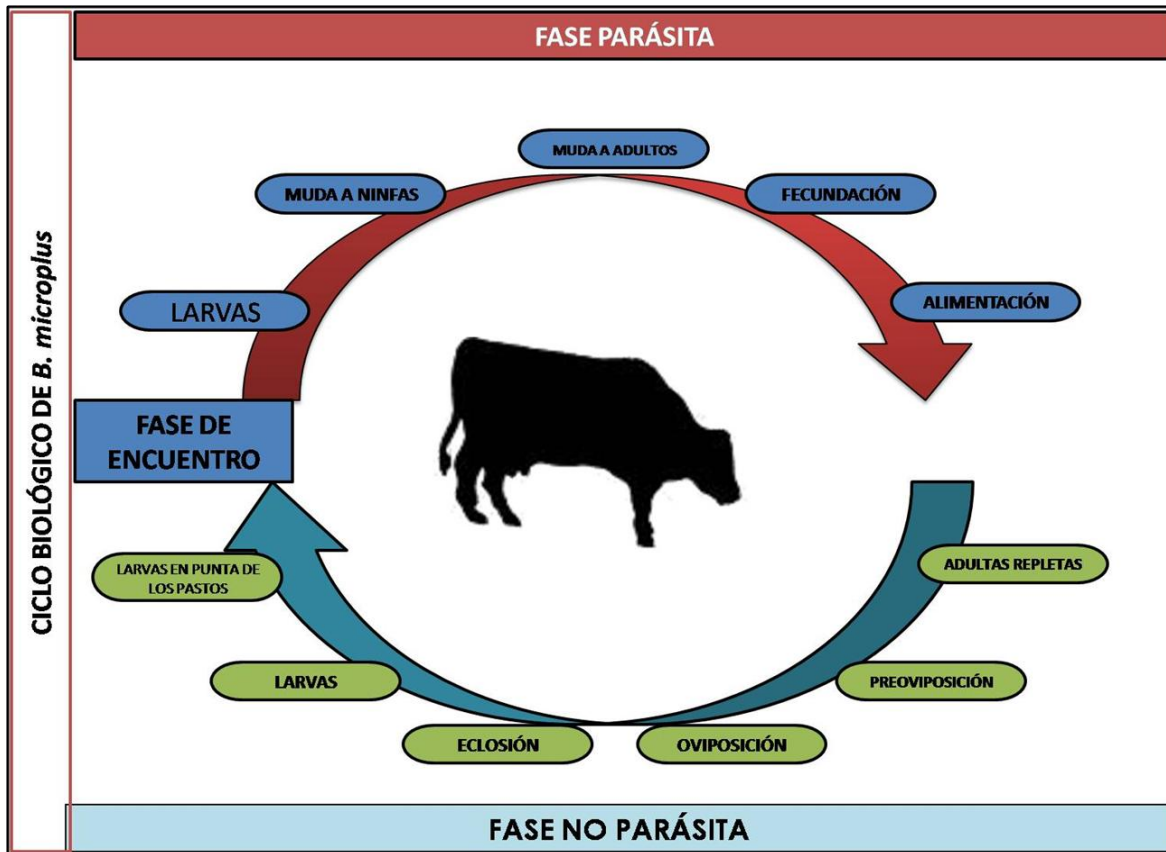 FASE PARÁSITA
CICLO BIOLÓGICO DE B. microplus
MUDA A ADULTOS
MUDA A NINFAS
FECUNDACIÓN
LARVAS
ALIMENTACIÓN
FASE DE
ENCUENTRO
LARVAS EN PUNTA DE
LOS PASTOS
ADULTAS REPLETAS
LARVAS
PREOVIPOSICIÓN
ECLOSIÓN
OVIPOSICIÓN
FASE NO PARÁSITA